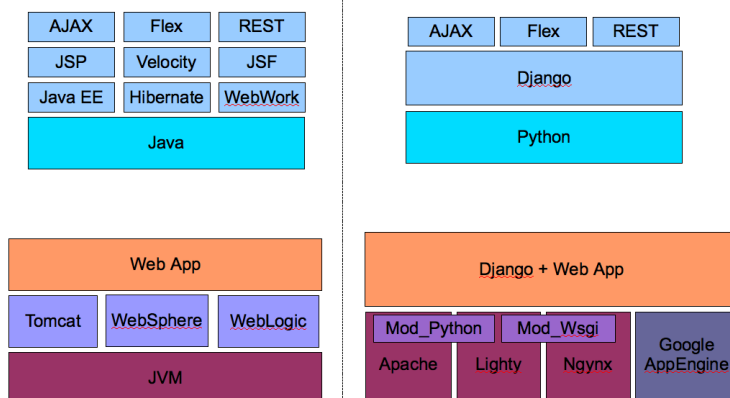 AJAX Flex REST
JSP Velocity JSF
Java EE Hibernate WebWork
Java
Web App
Tomcat WebSphere WebLogic
JVM
AJAX Flex REST
Django
Python
Django + Web App
Mod_Python Mod_Wsgi
Apache Lighty Ngynx
Google
AppEngine